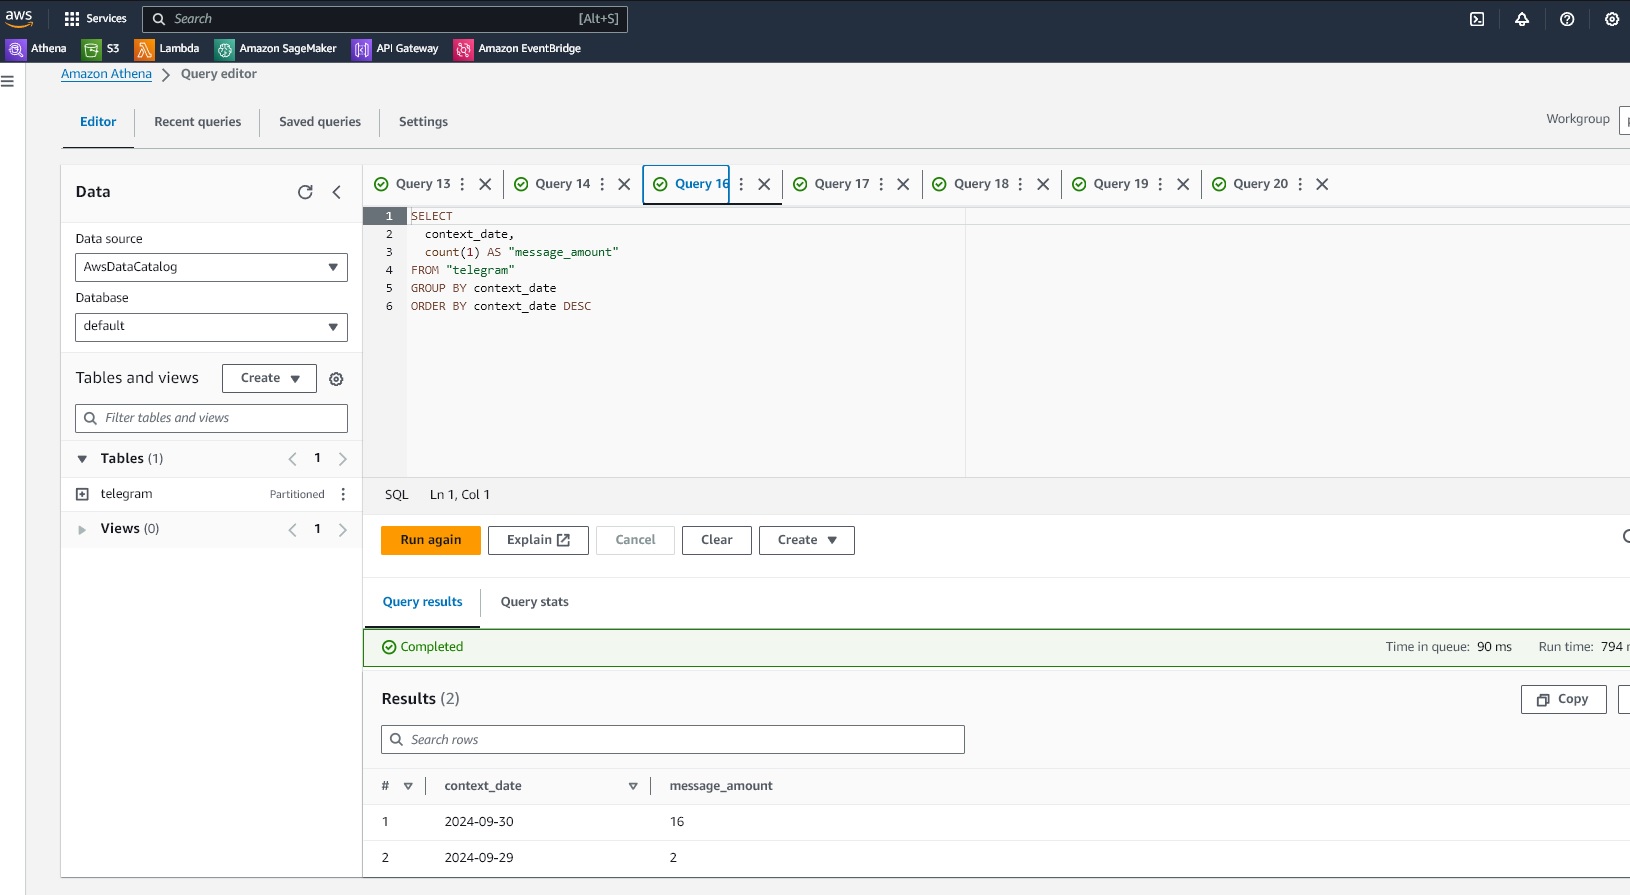 aws
Services
Search
[Alt+S]
Athena
S3
Lambda
Amazon SageMaker
API Gateway
Amazon EventBridge
Amazon Athena
Query editor
Editor
Recent queries
Saved queries
Settings
Workgroup
Data
Data source
AwsDataCatalog
Database
default
Tables and views
Create
Filter tables and views
Tables (1)
1
telegram
Partitioned
Views (0)
1
Query 13
Query 14
Query 16
Query 17
Query 18
Query 19
Query 20
1 SELECT
2 context_date,
3 count(1) AS "message_amount"
4 FROM "telegram"
5 GROUP BY context_date
6 ORDER BY context_date DESC
SQL
Ln 1, Col 1
Run again
Explain
Cancel
Clear
Create
Query results
Query stats
Completed
Time in queue: 90 ms
Run time: 794
Results (2)
Copy
Search rows
# context_date message_amount
1 2024-09-30 16
2 2024-09-29 2